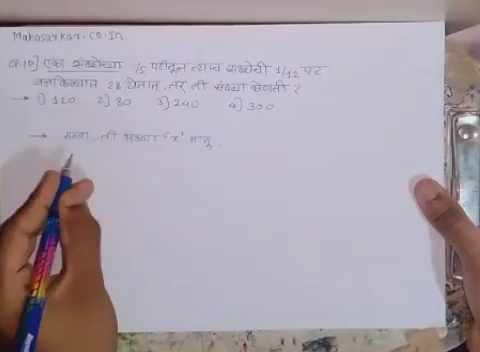 Mahasarkar.Co.In
Q.10] एका संख्येच्या 1/5 पटीतून त्याच संख्येची 1/12 पट
वजा केल्यास 28 येतात, तर ती संख्या कोणती ?
→ 1] 120 2] 80 3] 240 4] 300
→ समजा, ती संख्या 'x' मानू.